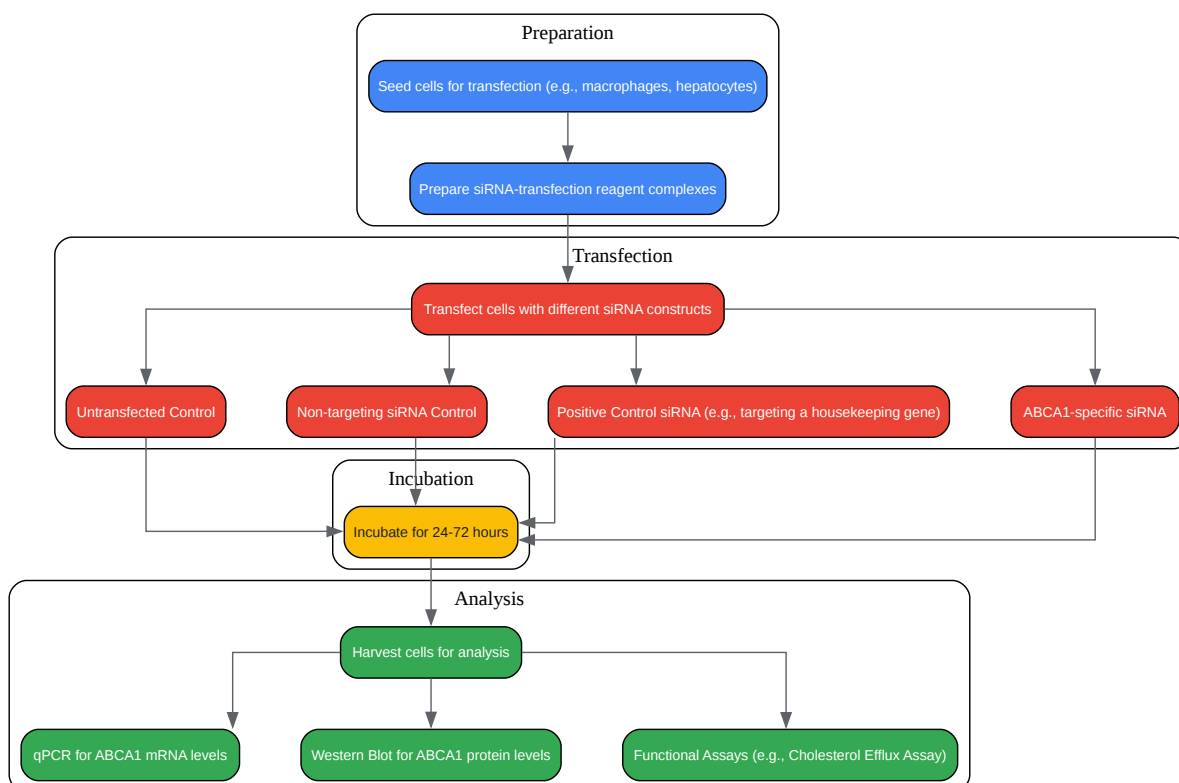 Preparation
Seed cells for transfection (e.g., macrophages, hepatocytes)
Prepare siRNA-transfection reagent complexes
Transfection
Transfect cells with different siRNA constructs
Untransfected Control
Non-targeting siRNA Control
Positive Control siRNA (e.g., targeting a housekeeping gene)
ABCA1-specific siRNA
Incubation
Incubate for 24-72 hours
Analysis
Harvest cells for analysis
qPCR for ABCA1 mRNA levels
Western Blot for ABCA1 protein levels
Functional Assays (e.g., Cholesterol Efflux Assay)